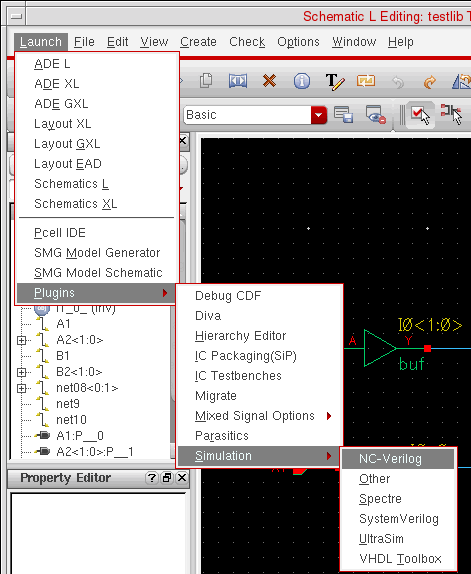 Schematic L Editing: testlib
Launch File Edit View Create Check Options Window Help
ADE L
ADE XL
ADE GXL
Layout XL
Layout GXL
Layout EAD
Schematics L
Schematics XL
Pcell IDE
SMG Model Generator
SMG Model Schematic
Plugins
Basic
Debug CDF
Diva
Hierarchy Editor
IC Packaging(SiP)
IC Testbenches
Migrate
Mixed Signal Options
Parasitics
Simulation
NC-Verilog
Other
Spectre
SystemVerilog
UltraSim
VHDL Toolbox
A1
A2<1:0>
B1
B2<1:0>
net08<0:1>
net9
net10
A1:P__0
A2<1:0>:P__1
Property Editor
I0<1:0>
A Y
buf